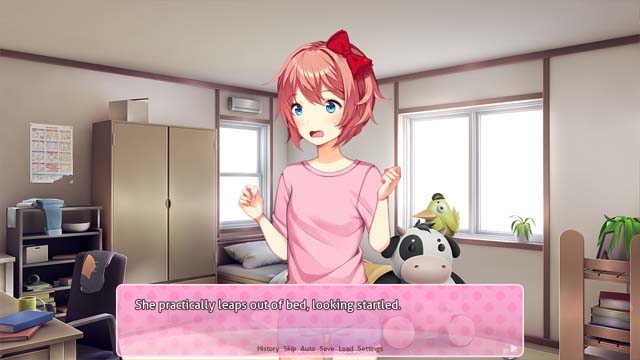 She practically leaps out of bed, looking startled.
History Skip Auto Save Load Settings